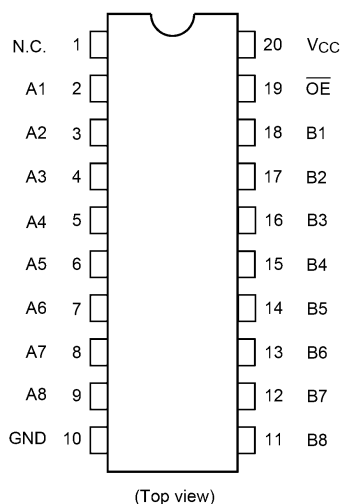 N.C. 1 20 VCC
A1 2 19 O̅E̅
A2 3 18 B1
A3 4 17 B2
A4 5 16 B3
A5 6 15 B4
A6 7 14 B5
A7 8 13 B6
A8 9 12 B7
GND 10 11 B8
(Top view)